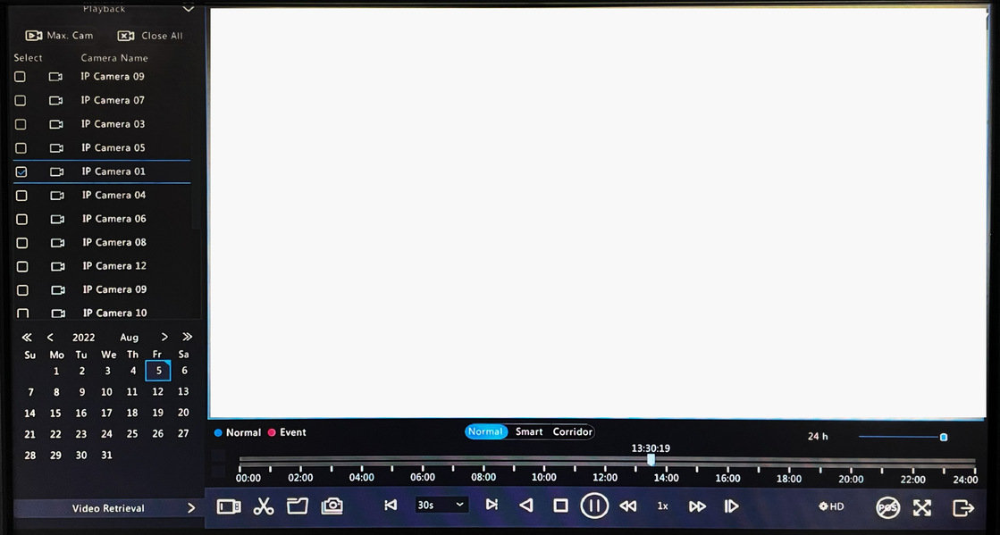 Playback
Max. Cam Close All
Select Camera Name
IP Camera 09
IP Camera 07
IP Camera 03
IP Camera 05
IP Camera 01
IP Camera 04
IP Camera 06
IP Camera 08
IP Camera 12
IP Camera 09
IP Camera 10
2022 Aug
Su Mo Tu We Th Fr Sa
1 2 3 4 5 6
7 8 9 10 11 12 13
14 15 16 17 18 19 20
21 22 23 24 25 26 27
28 29 30 31
Video Retrieval
Normal Event
Normal Smart Corridor
24 h
13:30:19
00:00 02:00 04:00 06:00 08:00 10:00 12:00 14:00 16:00 18:00 20:00 22:00 24:00
30s
1x
HD
POS